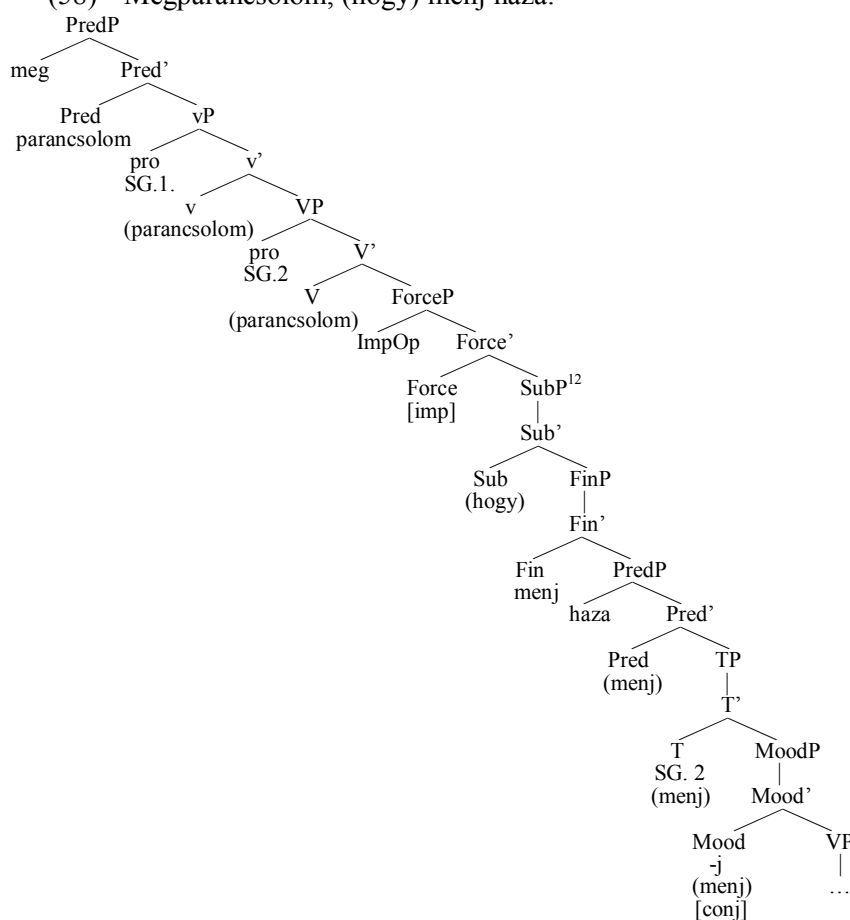 (58) Megparancsolom, (hogy) menj haza.
PredP
meg Pred’
Pred vP
parancsolom
pro v’
SG.1.
v VP
(parancsolom)
pro V’
SG.2
V ForceP
(parancsolom)
ImpOp Force’
Force SubP12
[imp]
Sub’
Sub FinP
(hogy)
Fin’
Fin PredP
menj
haza Pred’
Pred TP
(menj)
T’
T MoodP
SG. 2
(menj) Mood’
Mood VP
-j
(menj) …
[conj]